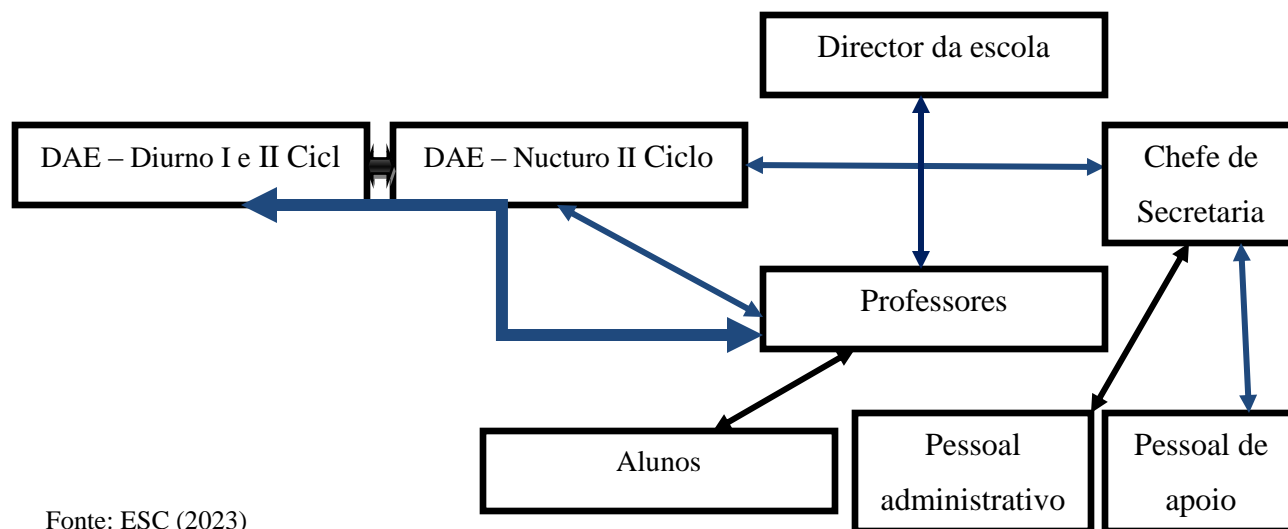 Director da escola
DAE – Diurno I e II Cicl
DAE – Nucturo II Ciclo
Chefe de
Secretaria
Professores
Alunos
Pessoal
administrativo
Pessoal de
apoio
Fonte: ESC (2023)